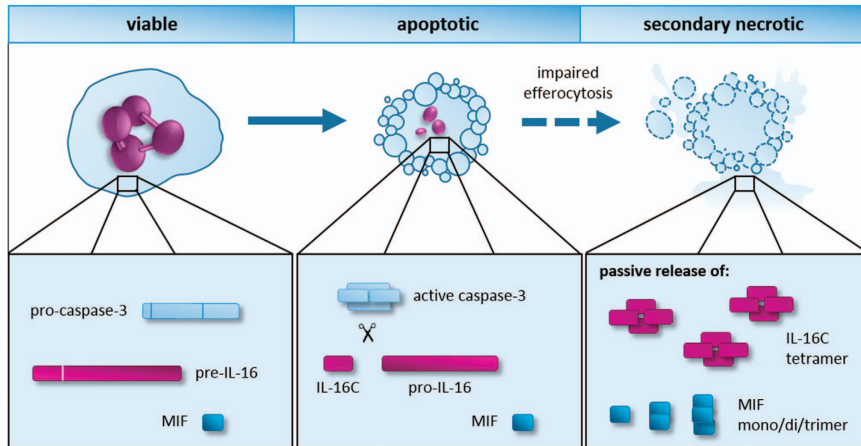 viable
apoptotic
secondary necrotic
impaired
efferocytosis
pro-caspase-3
pre-IL-16
MIF
active caspase-3
IL-16C
pro-IL-16
MIF
passive release of:
IL-16C
tetramer
MIF
mono/di/trimer